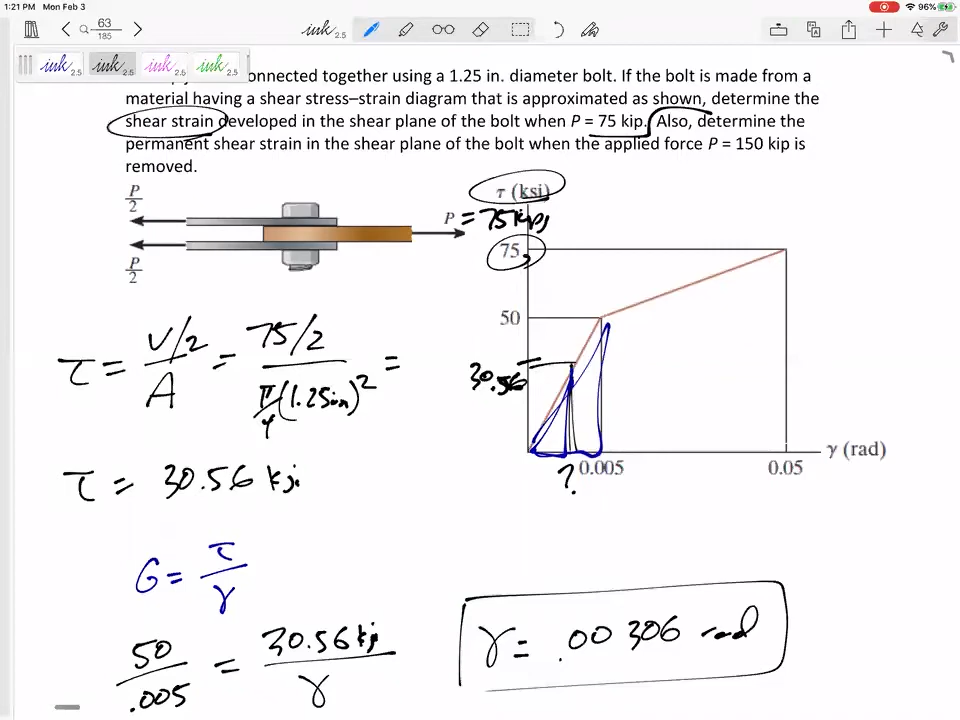 1:21 PM Mon Feb 3
96%
63
185
ink 2.5
ink 2.5
ink 2.5
ink 2.5
ink 2.5
onnected together using a 1.25 in. diameter bolt. If the bolt is made from a
material having a shear stress–strain diagram that is approximated as shown, determine the
shear strain developed in the shear plane of the bolt when P = 75 kip. Also, determine the
permanent shear strain in the shear plane of the bolt when the applied force P = 150 kip is
removed.
P/2
P = 75 kips
P/2
τ (ksi)
75
50
30.56
0.005
0.05
γ (rad)
?
τ = V/2 / A = 75/2 / π/4 (1.25in)^2 =
τ = 30.56 ksi
G = τ/γ
50/.005 = 30.56 ksi/γ
γ = .00306 rad